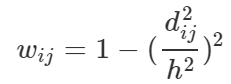 $w_{ij} = 1 - (\frac{d_{ij}^2}{h^2})^2$